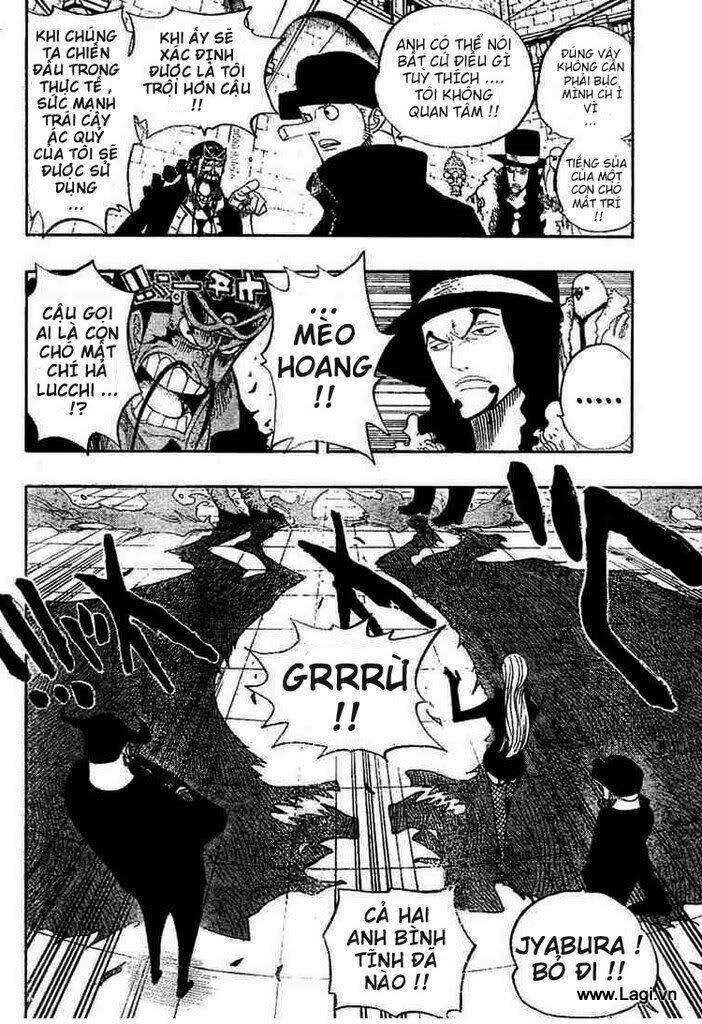 ĐÚNG VẬY
KHÔNG CẦN
PHẢI BỰC
MÌNH CH Ỉ
VÌ
...
TIẾNG SỦA
CỦA MỘT
CON CHÓ
MẤT TRÍ
!!
ANH CÓ THỂ NÓI
BẤT CỨ ĐIỀU GÌ
TUỲ THÍCH ....
TÔI KHÔNG
QUAN TÂM !!
KHI ẤY SẼ
XÁC ĐỊNH
ĐƯỢC LÀ TÔI
TRỘI HƠN CẬU
!!
KHI CHÚNG
TA CHIẾN
ĐẤU TRONG
THỰC TẾ ,
SỨC MẠNH
TRÁI CÂY
ÁC QUỶ
CỦA TÔI SẼ
ĐƯỢC SỬ
DỤNG
...
.....
...
MÈO
HOANG
!!
CẬU GỌI
AI LÀ CON
CHÓ MẤT
CHÍ HẢ
LUCCHI ...
!?
GRRRỪ
!!
CẢ HAI
ANH BÌNH
TĨNH ĐÃ
NÀO !!
JYABURA !
BỎ ĐI !!
www.Lagi.vn